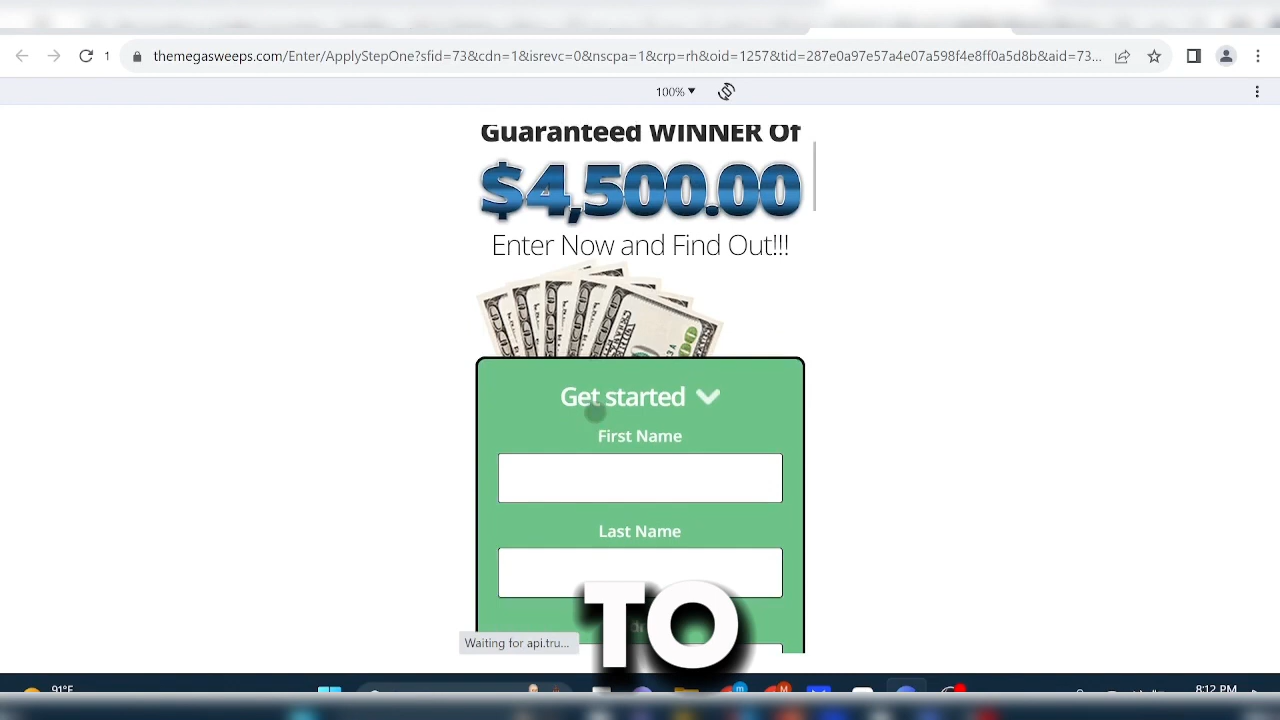 1
themegasweeps.com/Enter/ApplyStepOne?sfid=73&cdn=1&isrevc=0&nscpa=1&crp=rh&oid=1257&tid=287e0a97e57a4e07a598f4e8ff0a5d8b&aid=73...
100%
Guaranteed WINNER Of
$4,500.00
Enter Now and Find Out!!!
Get started
First Name
Last Name
TO
Waiting for api.tru...
91°F
8:12 PM